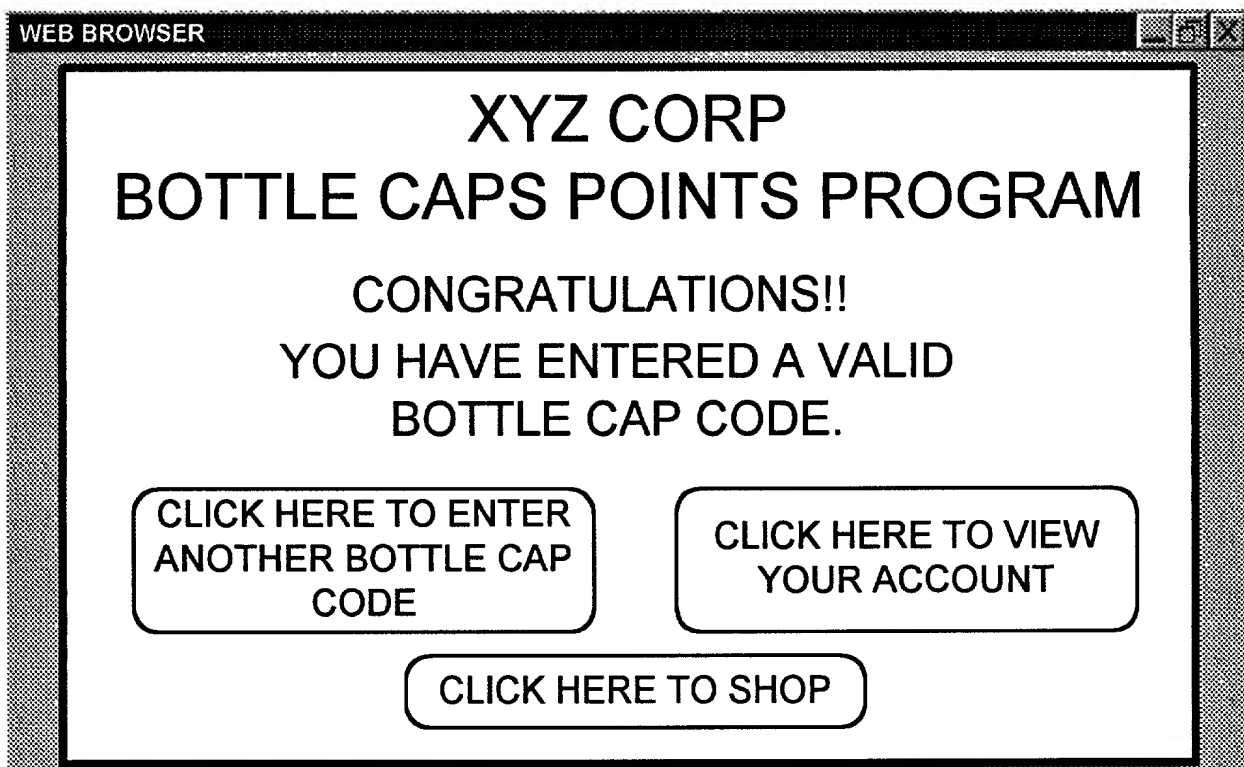 WEB BROWSER
XYZ CORP
BOTTLE CAPS POINTS PROGRAM
CONGRATULATIONS!!
YOU HAVE ENTERED A VALID
BOTTLE CAP CODE.
CLICK HERE TO ENTER
ANOTHER BOTTLE CAP
CODE
CLICK HERE TO VIEW
YOUR ACCOUNT
CLICK HERE TO SHOP